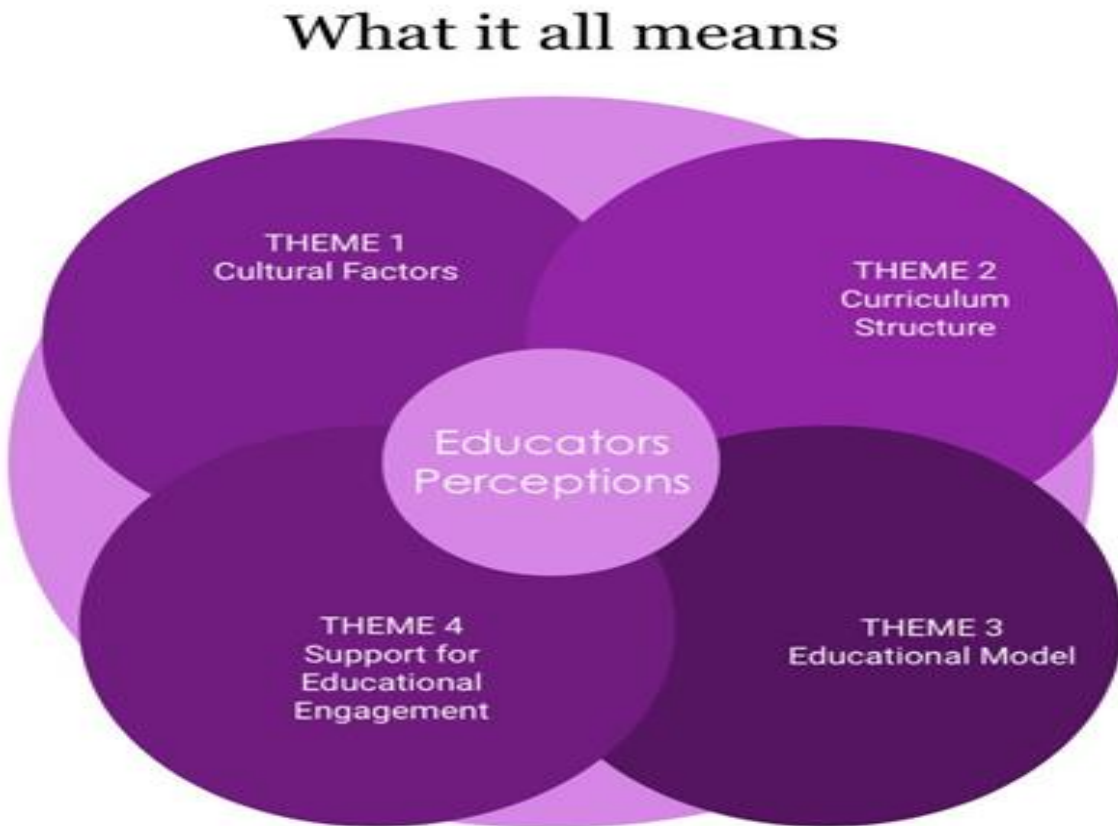 What it all means
THEME 1
Cultural Factors
THEME 2
Curriculum
Structure
Educators
Perceptions
THEME 4
Support for
Educational
Engagement
THEME 3
Educational Model